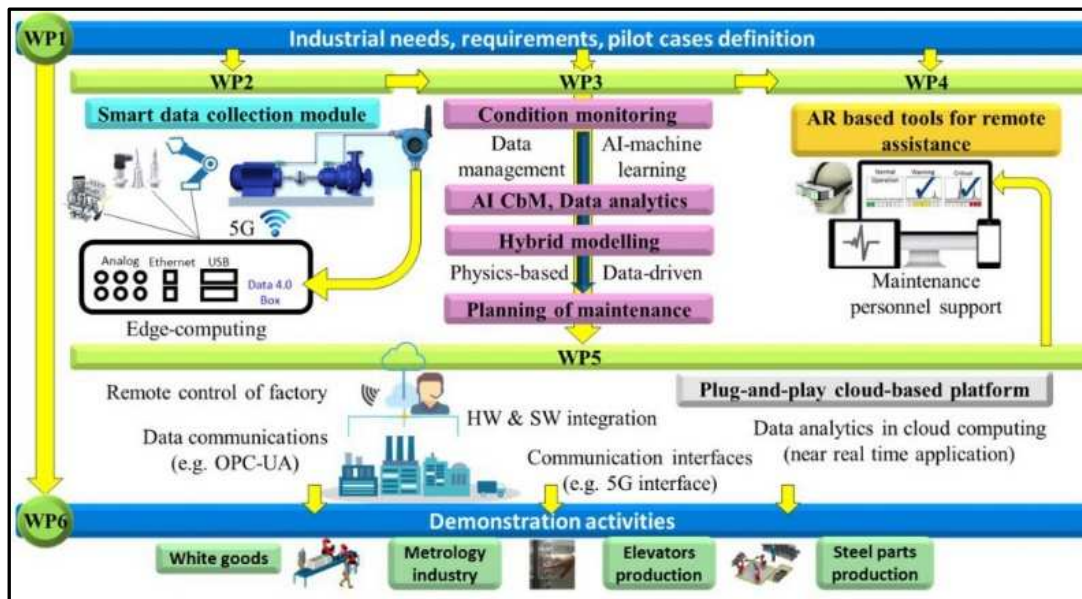 WP1
Industrial needs, requirements, pilot cases definition
WP2
WP3
WP4
Smart data collection module
5G
Analog
Ethernet
USB
Data 4.0
Box
Edge-computing
Condition monitoring
Data
management
AI-machine
learning
AI CbM, Data analytics
Hybrid modelling
Physics-based
Data-driven
Planning of maintenance
AR based tools for remote
assistance
Normal
Operation
Warning
Critical
Maintenance
personnel support
WP5
Remote control of factory
Data communications
(e.g. OPC-UA)
HW & SW integration
Communication interfaces
(e.g. 5G interface)
Plug-and-play cloud-based platform
Data analytics in cloud computing
(near real time application)
WP6
Demonstration activities
White goods
Metrology
industry
Elevators
production
Steel parts
production